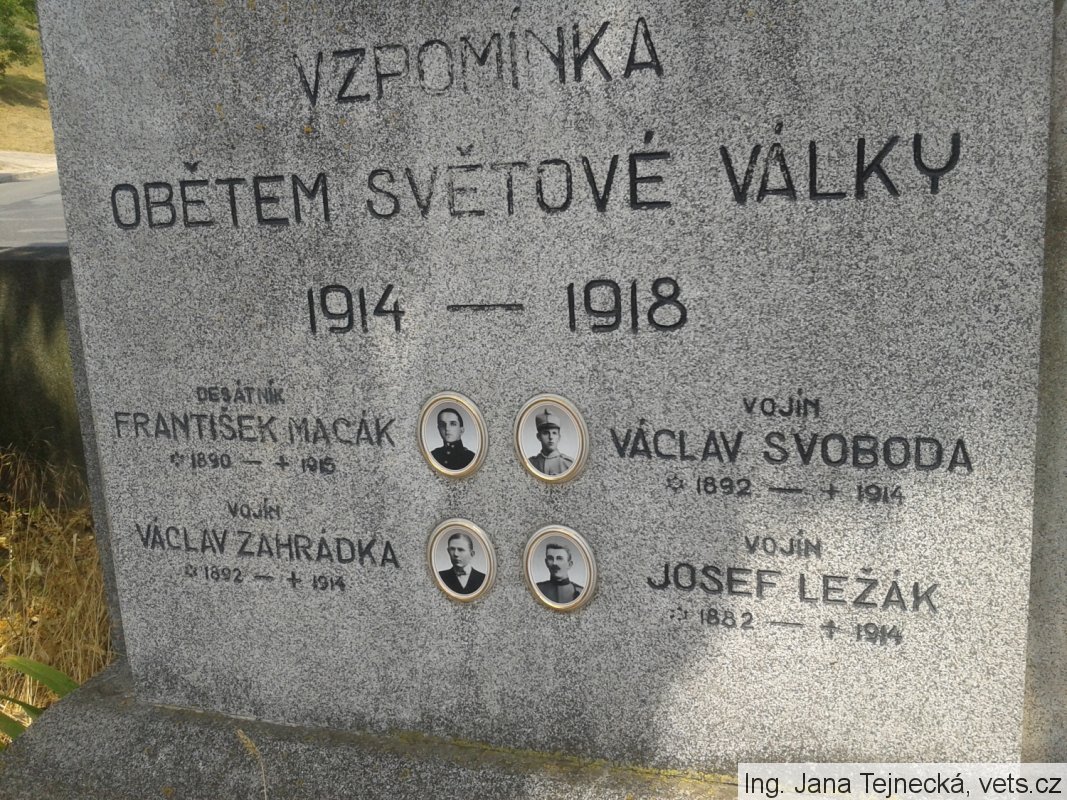 VZPOMÍNKA
OBĚTEM SVĚTOVÉ VÁLKY
1914 — 1918
DESÁTNÍK
FRANTIŠEK MACÁK
✡ 1890 — + 1915
VOJÍN
VÁCLAV ZAHRÁDKA
✡ 1892 — + 1914
VOJÍN
VÁCLAV SVOBODA
✡ 1892 — + 1914
VOJÍN
JOSEF LEŽÁK
✡ 1882 — + 1914
Ing. Jana Tejnecká, vets.cz